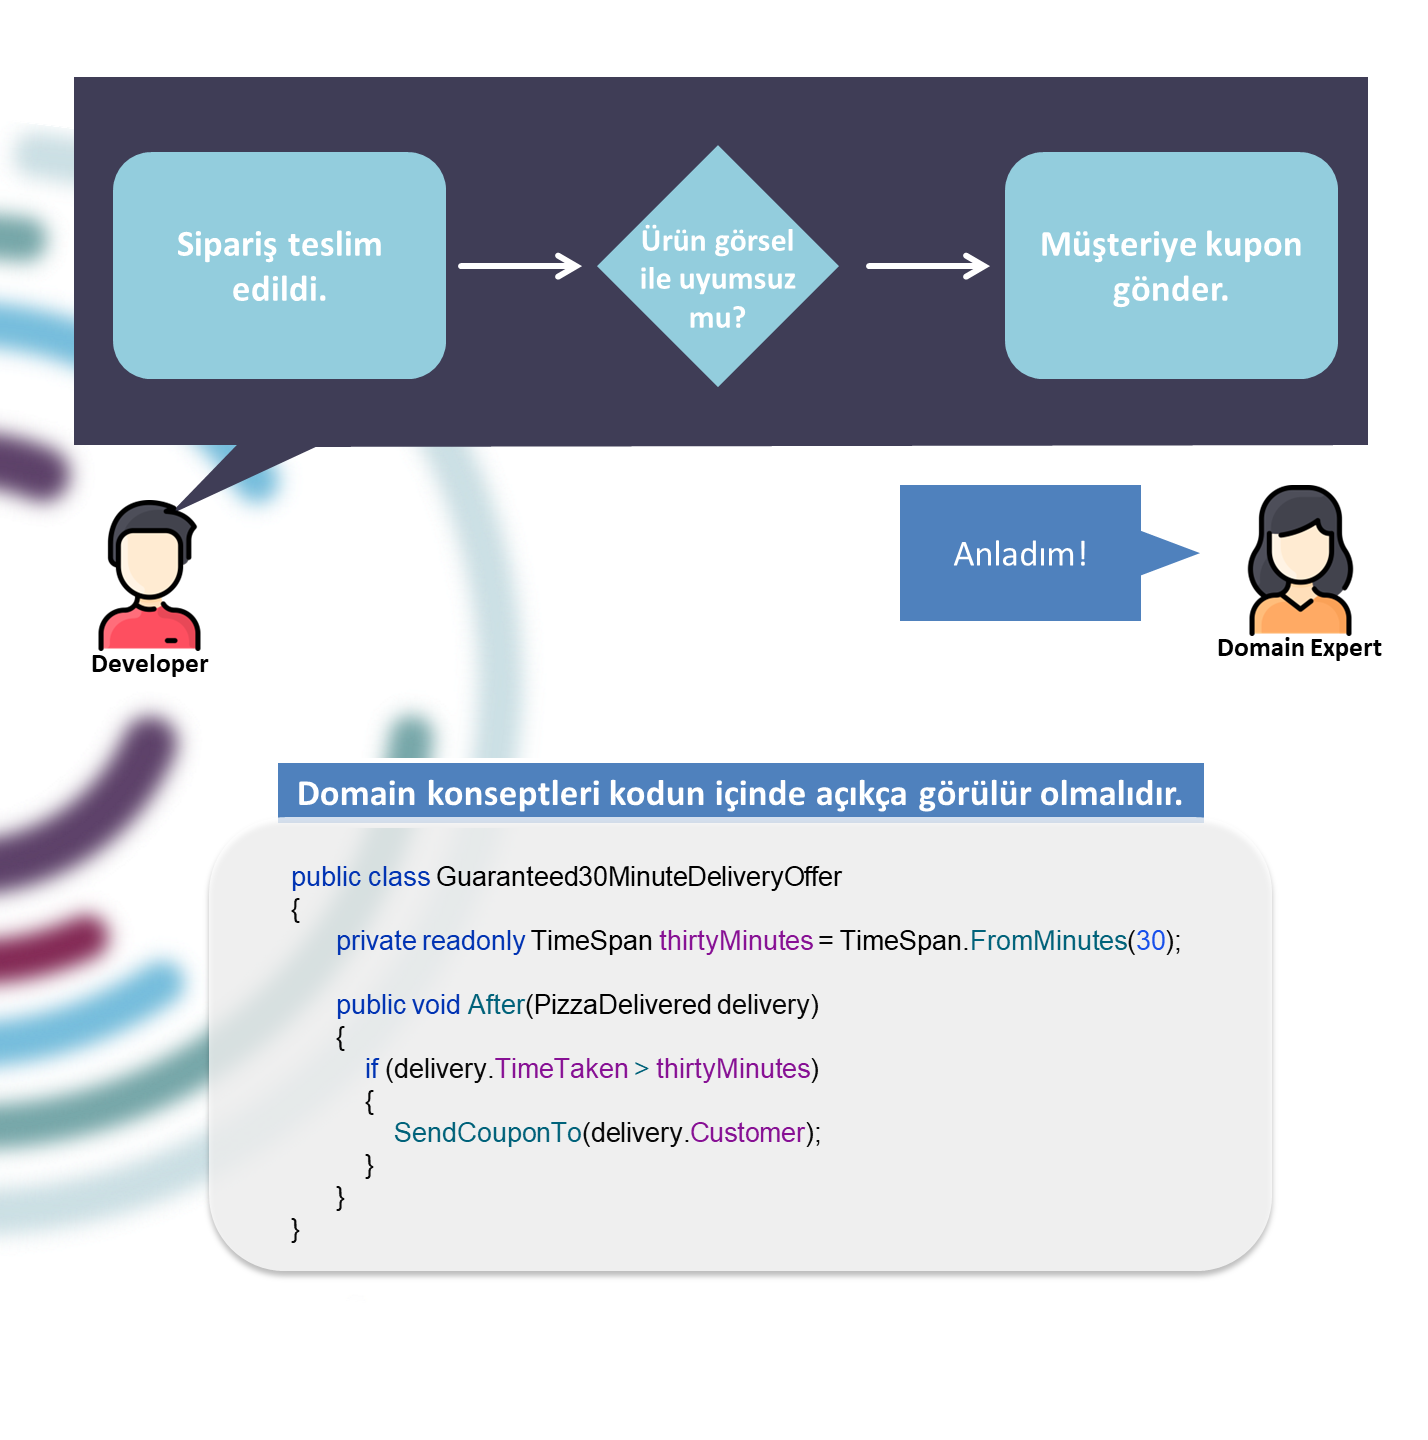 Sipariş teslim
edildi.
Ürün görsel
ile uyumsuz
mu?
Müşteriye kupon
gönder.
Anladım!
Developer
Domain Expert
Domain konseptleri kodun içinde açıkça görülür olmalıdır.
public class Guaranteed30MinuteDeliveryOffer
{
private readonly TimeSpan thirtyMinutes = TimeSpan.FromMinutes(30);
public void After(PizzaDelivered delivery)
{
if (delivery.TimeTaken > thirtyMinutes)
{
SendCouponTo(delivery.Customer);
}
}
}